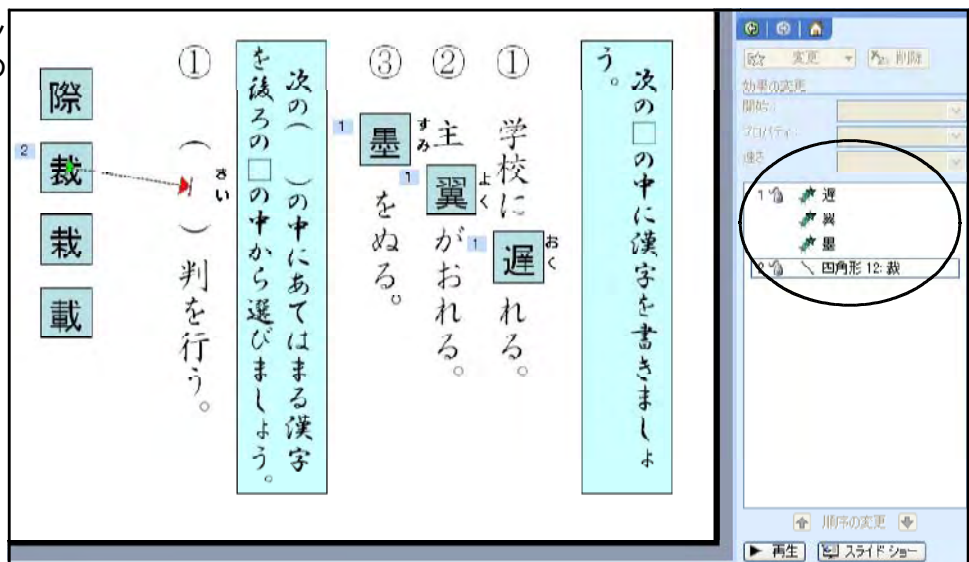 次の□の中に漢字を書きましょ
う。
① 学校に遅れる。
おく
1
② 主翼がおれる。
よく
1
③ 墨をぬる。
すみ
1
次の（　）の中にあてはまる漢字
を後ろの□の中から選びましょう。
① （　）判を行う。
さい
際
2 裁
栽
載
変更 削除
効果の変更
開始:
プロパティ:
速さ
1 遅
翼
墨
2 四角形 12: 裁
順序の変更
再生 スライド ショー